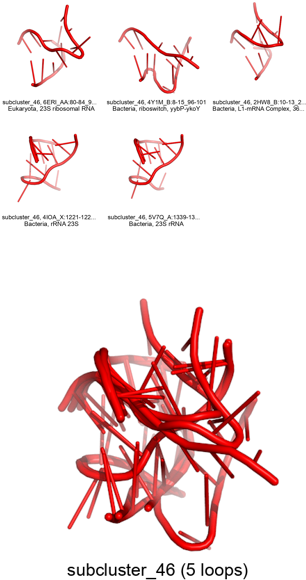 subcluster_46, 6ERI_AA:80-84_9...
Eukaryota, 23S ribosomal RNA
subcluster_46, 4Y1M_B:8-15_96-101
Bacteria, riboswitch, yybP-ykoY
subcluster_46, 2HW8_B:10-13_2...
Bacteria, L1-mRNA Complex, 36...
subcluster_46, 4IOA_X:1221-122...
Bacteria, rRNA 23S
subcluster_46, 5V7Q_A:1339-13...
Bacteria, 23S rRNA
subcluster_46 (5 loops)